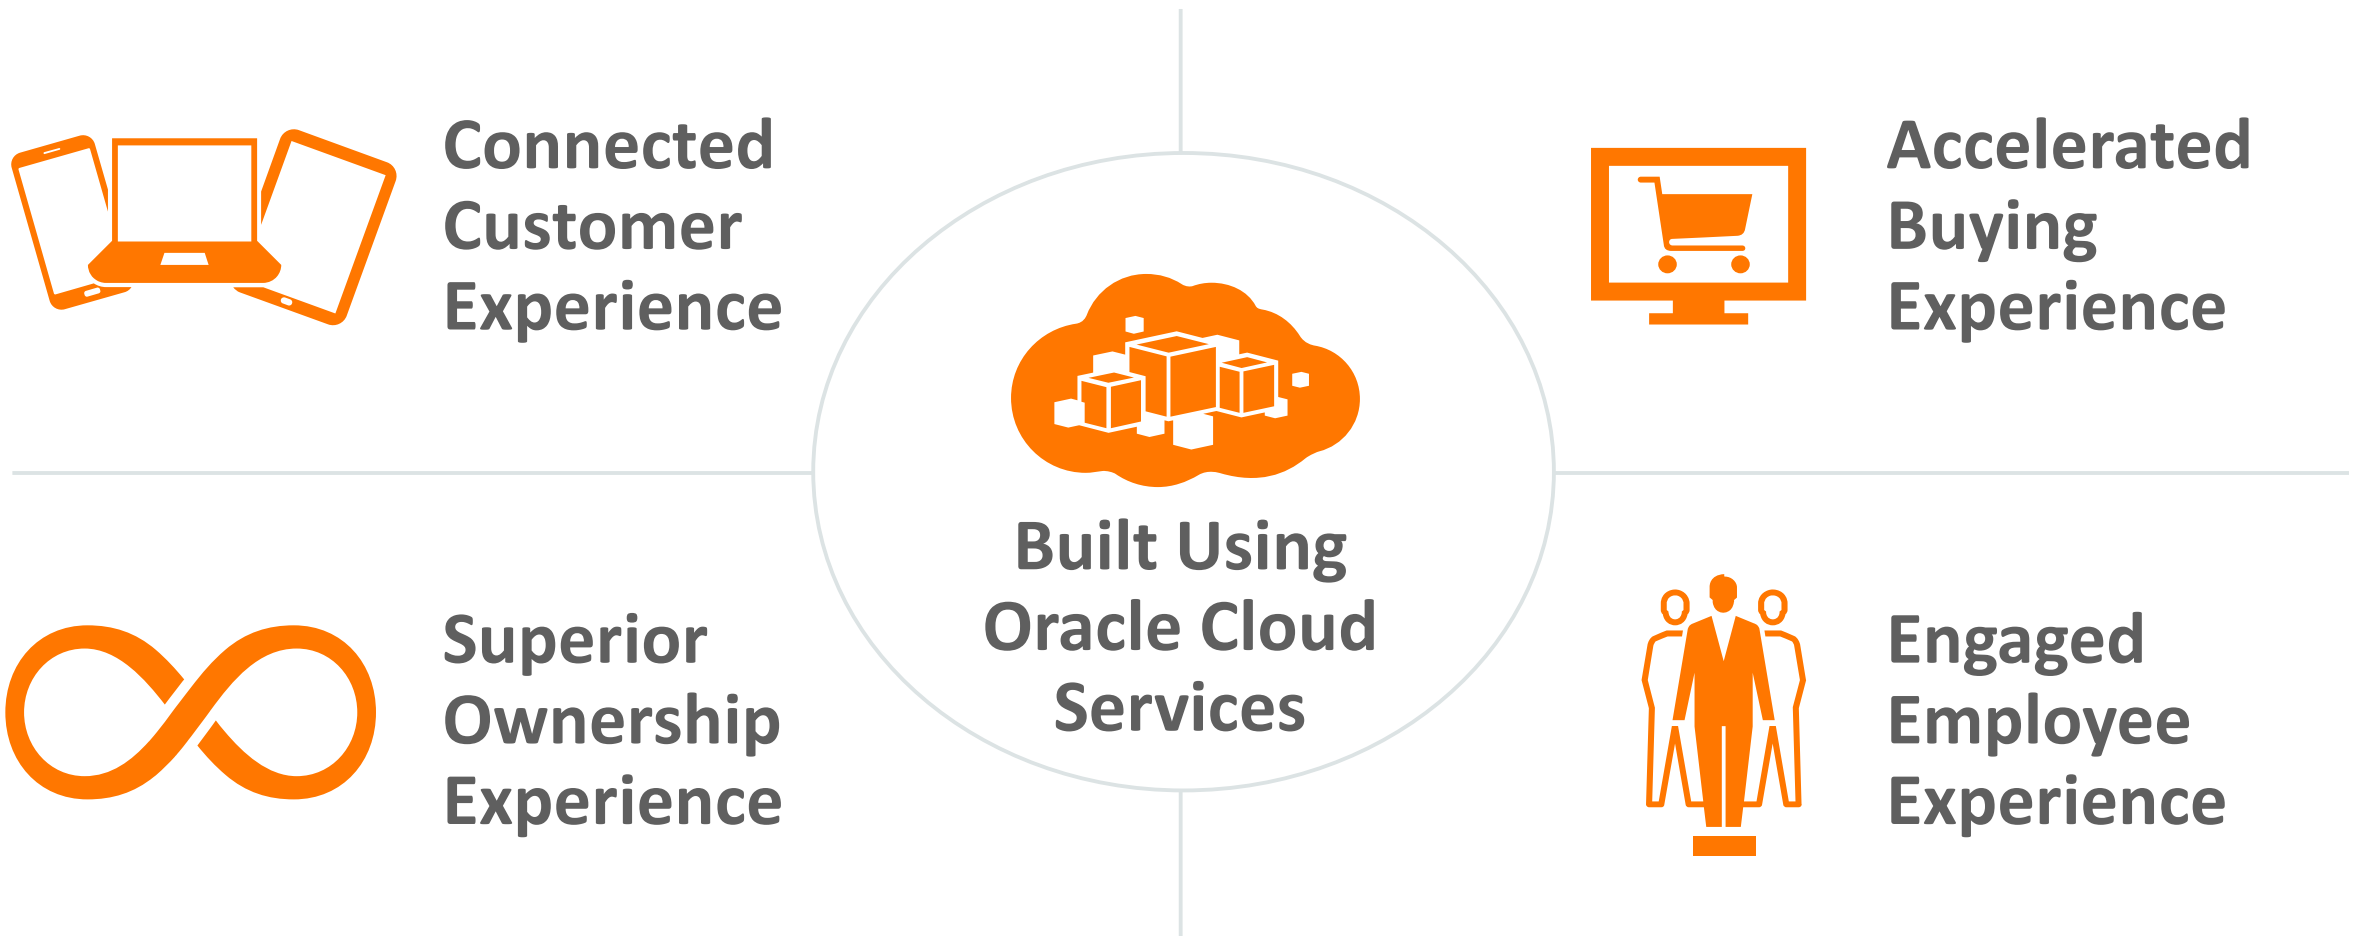 Connected
Customer
Experience
Accelerated
Buying
Experience
Built Using
Oracle Cloud
Services
Superior
Ownership
Experience
Engaged
Employee
Experience